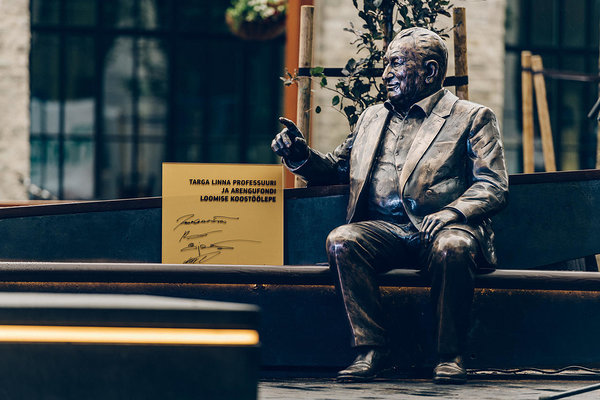 TARGA LINNA PROFESSUURI
JA ARENGUFONDI
LOOMISE KOOSTÖÖLEPE